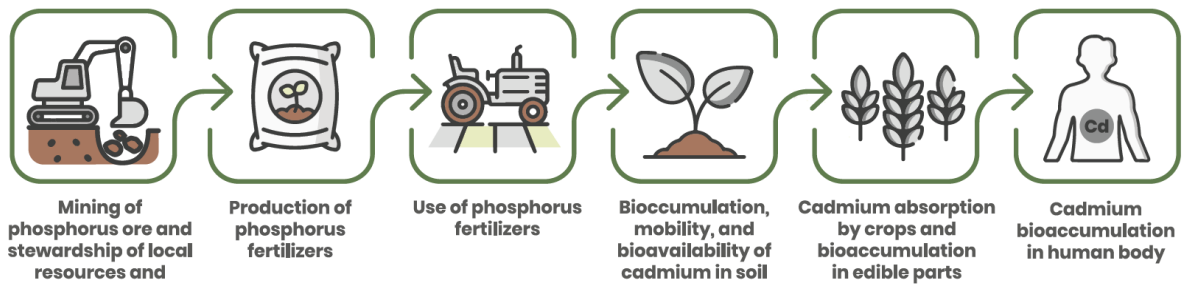 Cd
Mining of
phosphorus ore and
stewardship of local
resources and
Production of
phosphorus
fertilizers
Use of phosphorus
fertilizers
Bioccumulation,
mobility, and
bioavailability of
cadmium in soil
Cadmium absorption
by crops and
bioaccumulation
in edible parts
Cadmium
bioaccumulation
in human body